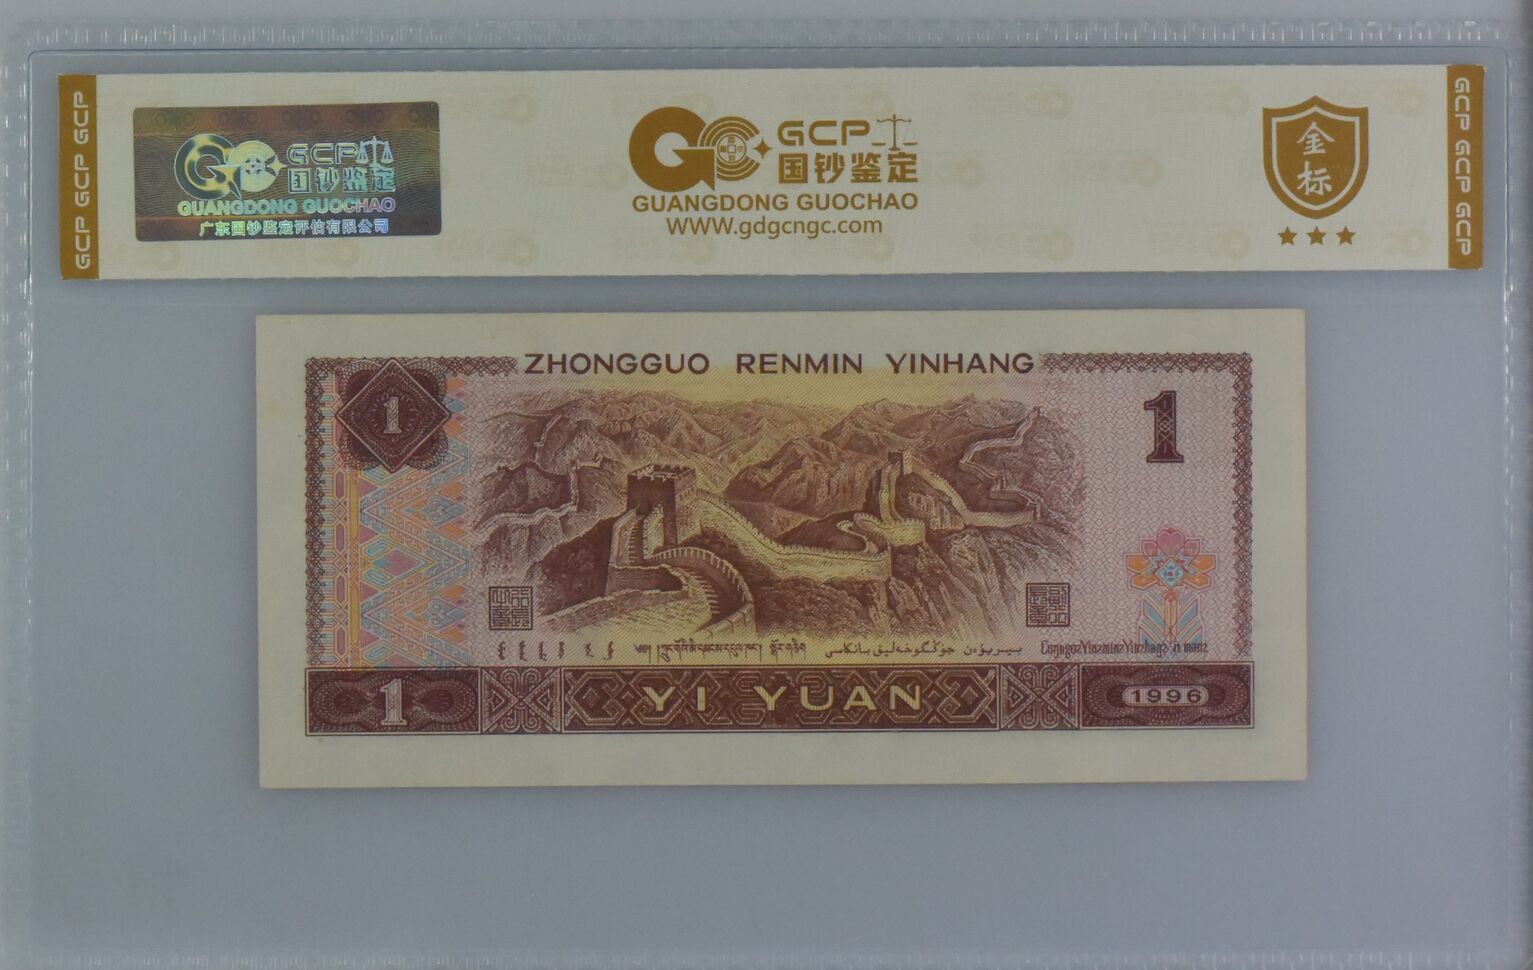 GCP GCP GCP
GCP
国钞鉴定
GUANGDONG GUOCHAO
广东国钞鉴定评估有限公司
GCP
国钞鉴定
GUANGDONG GUOCHAO
WWW.gdgcngc.com
金
标
GCP GCP GCP
ZHONGGUO RENMIN YINHANG
1
1
1
YI YUAN
1996